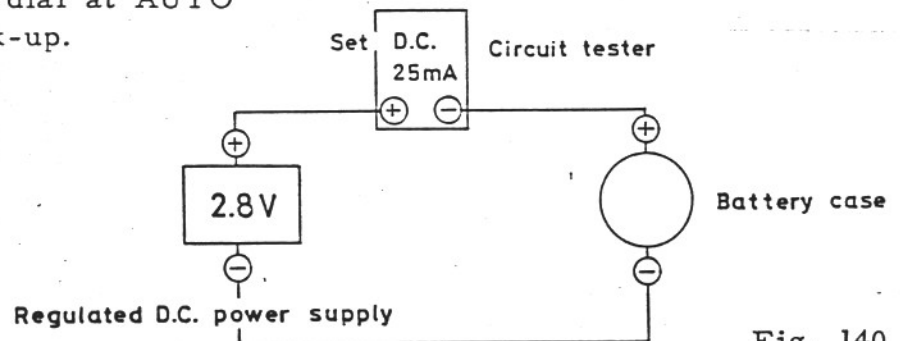 dial at AUTO
-up.
Set D.C. Circuit tester
25mA
⊕ ⊖
⊕ ⊕
2.8V Battery case
⊖ ⊖
Regulated D.C. power supply
Fig. 140